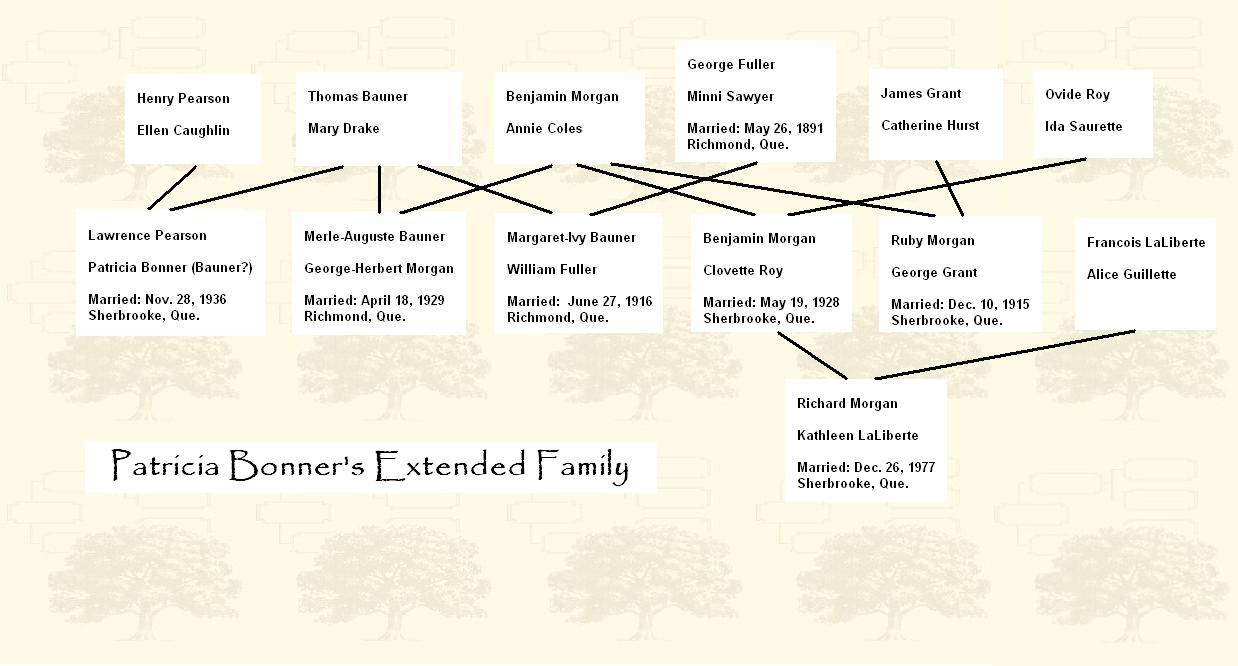 Henry Pearson
Ellen Caughlin
Thomas Bauner
Mary Drake
Benjamin Morgan
Annie Coles
George Fuller
Minni Sawyer
Married: May 26, 1891
Richmond, Que.
James Grant
Catherine Hurst
Ovide Roy
Ida Saurette
Lawrence Pearson
Patricia Bonner (Bauner?)
Married: Nov. 28, 1936
Sherbrooke, Que.
Merle-Auguste Bauner
George-Herbert Morgan
Married: April 18, 1929
Richmond, Que.
Margaret-Ivy Bauner
William Fuller
Married:  June 27, 1916
Richmond, Que.
Benjamin Morgan
Clovette Roy
Married: May 19, 1928
Sherbrooke, Que.
Ruby Morgan
George Grant
Married: Dec. 10, 1915
Sherbrooke, Que.
Francois LaLiberte
Alice Guillette
Richard Morgan
Kathleen LaLiberte
Married: Dec. 26, 1977
Sherbrooke, Que.
Patricia Bonner's Extended Family